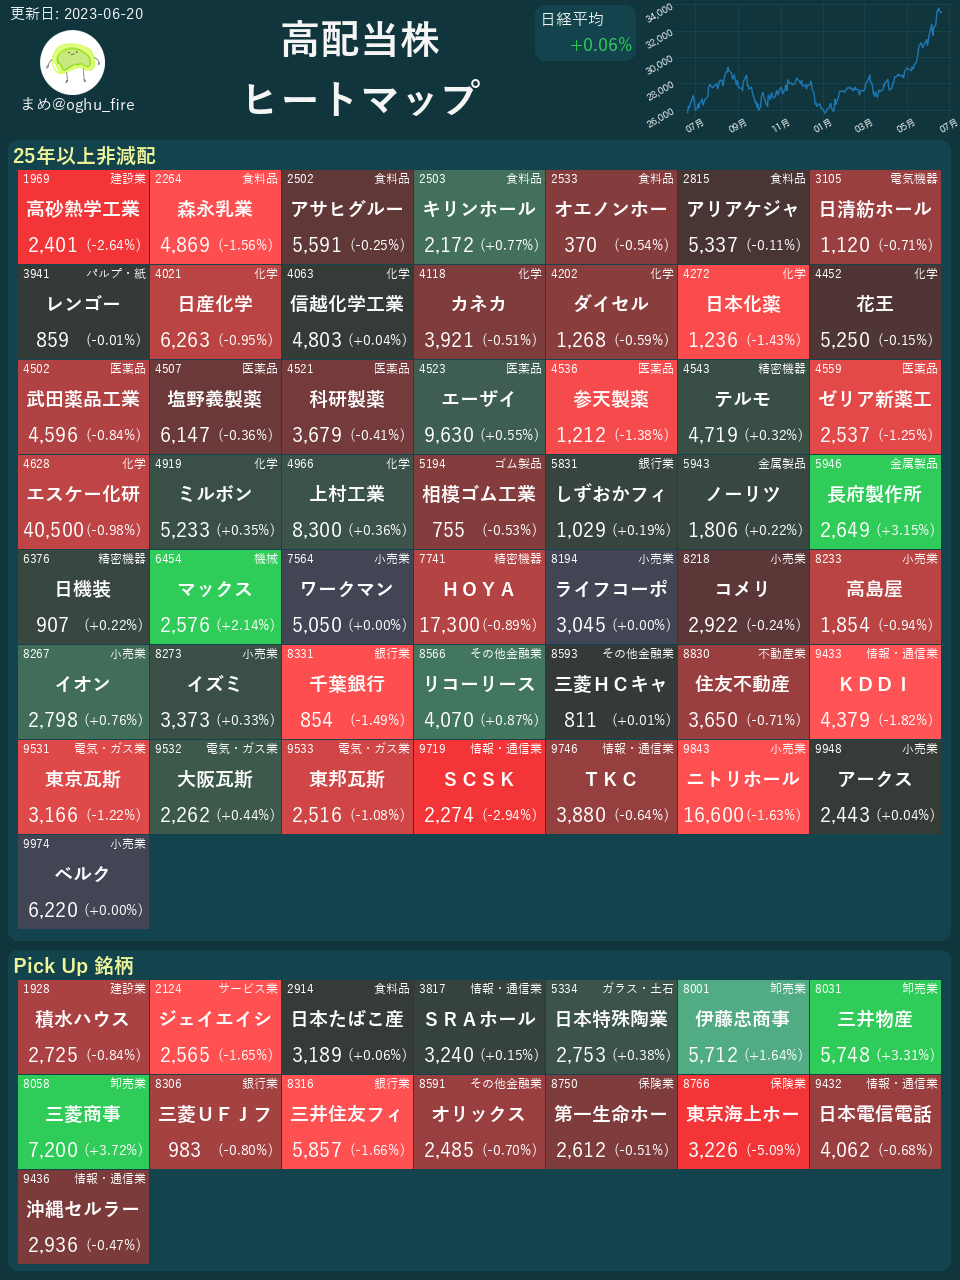 更新日: 2023-06-20
まめ@oghu_fire
高配当株
ヒートマップ
日経平均
+0.06%
34,000
32,000
30,000
28,000
26,000
07月 09月 11月 01月 03月 05月 07月
25年以上非減配
1969 建設業
高砂熱学工業
2,401 (-2.64%)
2264 食料品
森永乳業
4,869 (-1.56%)
2502 食料品
アサヒグルー
5,591 (-0.25%)
2503 食料品
キリンホール
2,172 (+0.77%)
2533 食料品
オエノンホー
370 (-0.54%)
2815 食料品
アリアケジャ
5,337 (-0.11%)
3105 電気機器
日清紡ホール
1,120 (-0.71%)
3941 パルプ・紙
レンゴー
859 (-0.01%)
4021 化学
日産化学
6,263 (-0.95%)
4063 化学
信越化学工業
4,803 (+0.04%)
4118 化学
カネカ
3,921 (-0.51%)
4202 化学
ダイセル
1,268 (-0.59%)
4272 化学
日本化薬
1,236 (-1.43%)
4452 化学
花王
5,250 (-0.15%)
4502 医薬品
武田薬品工業
4,596 (-0.84%)
4507 医薬品
塩野義製薬
6,147 (-0.36%)
4521 医薬品
科研製薬
3,679 (-0.41%)
4523 医薬品
エーザイ
9,630 (+0.55%)
4536 医薬品
参天製薬
1,212 (-1.38%)
4543 精密機器
テルモ
4,719 (+0.32%)
4559 医薬品
ゼリア新薬工
2,537 (-1.25%)
4628 化学
エスケー化研
40,500 (-0.98%)
4919 化学
ミルボン
5,233 (+0.35%)
4966 化学
上村工業
8,300 (+0.36%)
5194 ゴム製品
相模ゴム工業
755 (-0.53%)
5831 銀行業
しずおかフィ
1,029 (+0.19%)
5943 金属製品
ノーリツ
1,806 (+0.22%)
5946 金属製品
長府製作所
2,649 (+3.15%)
6376 精密機器
日機装
907 (+0.22%)
6454 機械
マックス
2,576 (+2.14%)
7564 小売業
ワークマン
5,050 (+0.00%)
7741 精密機器
ＨＯＹＡ
17,300 (-0.89%)
8194 小売業
ライフコーポ
3,045 (+0.00%)
8218 小売業
コメリ
2,922 (-0.24%)
8233 小売業
高島屋
1,854 (-0.94%)
8267 小売業
イオン
2,798 (+0.76%)
8273 小売業
イズミ
3,373 (+0.33%)
8331 銀行業
千葉銀行
854 (-1.49%)
8566 その他金融業
リコーリース
4,070 (+0.87%)
8593 その他金融業
三菱ＨＣキャ
811 (+0.01%)
8830 不動産業
住友不動産
3,650 (-0.71%)
9433 情報・通信業
ＫＤＤＩ
4,379 (-1.82%)
9531 電気・ガス業
東京瓦斯
3,166 (-1.22%)
9532 電気・ガス業
大阪瓦斯
2,262 (+0.44%)
9533 電気・ガス業
東邦瓦斯
2,516 (-1.08%)
9719 情報・通信業
ＳＣＳＫ
2,274 (-2.94%)
9746 情報・通信業
ＴＫＣ
3,880 (-0.64%)
9843 小売業
ニトリホール
16,600 (-1.63%)
9948 小売業
アークス
2,443 (+0.04%)
9974 小売業
ベルク
6,220 (+0.00%)
Pick Up 銘柄
1928 建設業
積水ハウス
2,725 (-0.84%)
2124 サービス業
ジェイエイシ
2,565 (-1.65%)
2914 食料品
日本たばこ産
3,189 (+0.06%)
3817 情報・通信業
ＳＲＡホール
3,240 (+0.15%)
5334 ガラス・土石
日本特殊陶業
2,753 (+0.38%)
8001 卸売業
伊藤忠商事
5,712 (+1.64%)
8031 卸売業
三井物産
5,748 (+3.31%)
8058 卸売業
三菱商事
7,200 (+3.72%)
8306 銀行業
三菱ＵＦＪフ
983 (-0.80%)
8316 銀行業
三井住友フィ
5,857 (-1.66%)
8591 その他金融業
オリックス
2,485 (-0.70%)
8750 保険業
第一生命ホー
2,612 (-0.51%)
8766 保険業
東京海上ホー
3,226 (-5.09%)
9432 情報・通信業
日本電信電話
4,062 (-0.68%)
9436 情報・通信業
沖縄セルラー
2,936 (-0.47%)